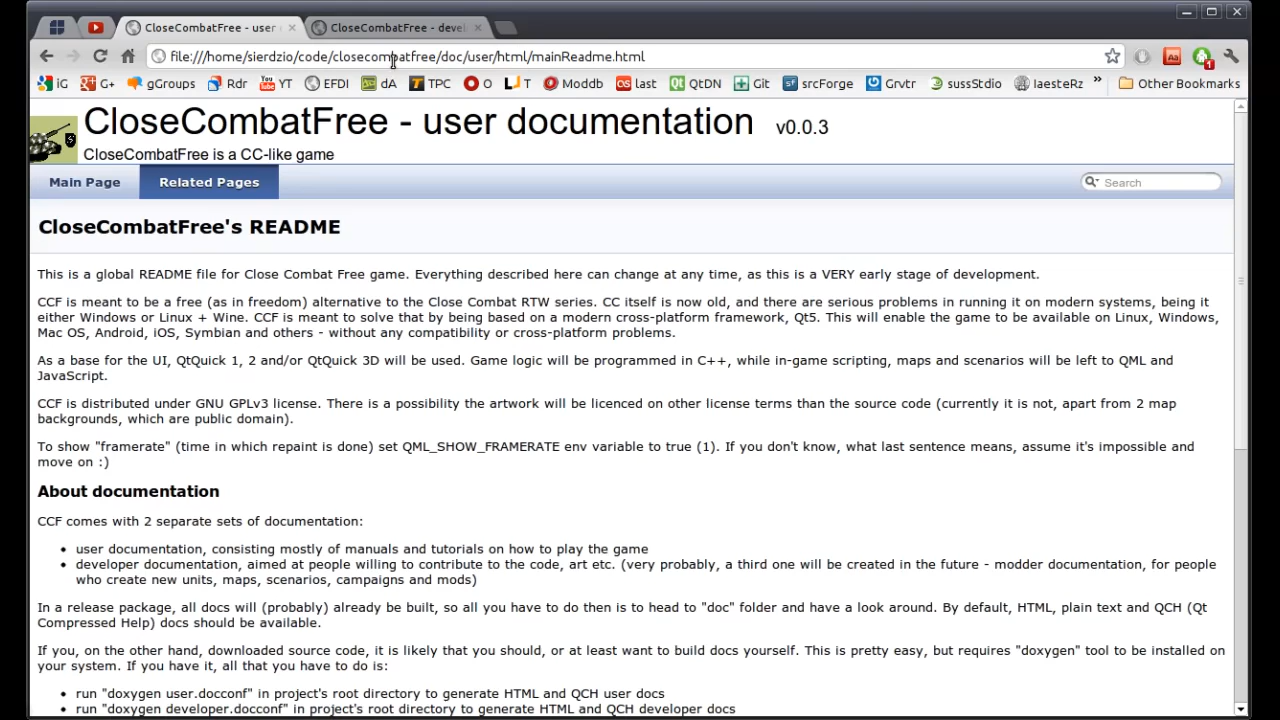 CloseCombatFree - user
CloseCombatFree - devel
file:///home/sierdzio/code/closecombatfree/doc/user/html/mainReadme.html
iG G+ gGroups Rdr YT EFDI dA TPC O T Moddb last QtDN Git srcForge Grvtr sussStdio IaesteRz » Other Bookmarks
CloseCombatFree - user documentation v0.0.3
CloseCombatFree is a CC-like game
Main Page Related Pages Search
CloseCombatFree's README
This is a global README file for Close Combat Free game. Everything described here can change at any time, as this is a VERY early stage of development.
CCF is meant to be a free (as in freedom) alternative to the Close Combat RTW series. CC itself is now old, and there are serious problems in running it on modern systems, being it
either Windows or Linux + Wine. CCF is meant to solve that by being based on a modern cross-platform framework, Qt5. This will enable the game to be available on Linux, Windows,
Mac OS, Android, iOS, Symbian and others - without any compatibility or cross-platform problems.
As a base for the UI, QtQuick 1, 2 and/or QtQuick 3D will be used. Game logic will be programmed in C++, while in-game scripting, maps and scenarios will be left to QML and
JavaScript.
CCF is distributed under GNU GPLv3 license. There is a possibility the artwork will be licenced on other license terms than the source code (currently it is not, apart from 2 map
backgrounds, which are public domain).
To show "framerate" (time in which repaint is done) set QML_SHOW_FRAMERATE env variable to true (1). If you don't know, what last sentence means, assume it's impossible and
move on :)
About documentation
CCF comes with 2 separate sets of documentation:
• user documentation, consisting mostly of manuals and tutorials on how to play the game
• developer documentation, aimed at people willing to contribute to the code, art etc. (very probably, a third one will be created in the future - modder documentation, for people
who create new units, maps, scenarios, campaigns and mods)
In a release package, all docs will (probably) already be built, so all you have to do then is to head to "doc" folder and have a look around. By default, HTML, plain text and QCH (Qt
Compressed Help) docs should be available.
If you, on the other hand, downloaded source code, it is likely that you should, or at least want to build docs yourself. This is pretty easy, but requires "doxygen" tool to be installed on
your system. If you have it, all that you have to do is:
• run "doxygen user.docconf" in project's root directory to generate HTML and QCH user docs
• run "doxygen developer.docconf" in project's root directory to generate HTML and QCH developer docs